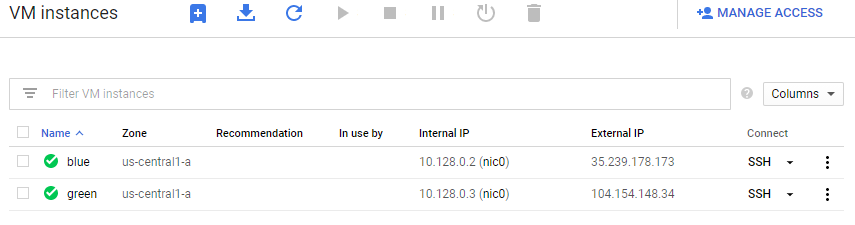 VM instances MANAGE ACCESS
Filter VM instances ? Columns
Name Zone Recommendation In use by Internal IP External IP Connect
blue us-central1-a 10.128.0.2 (nic0) 35.239.178.173 SSH
green us-central1-a 10.128.0.3 (nic0) 104.154.148.34 SSH